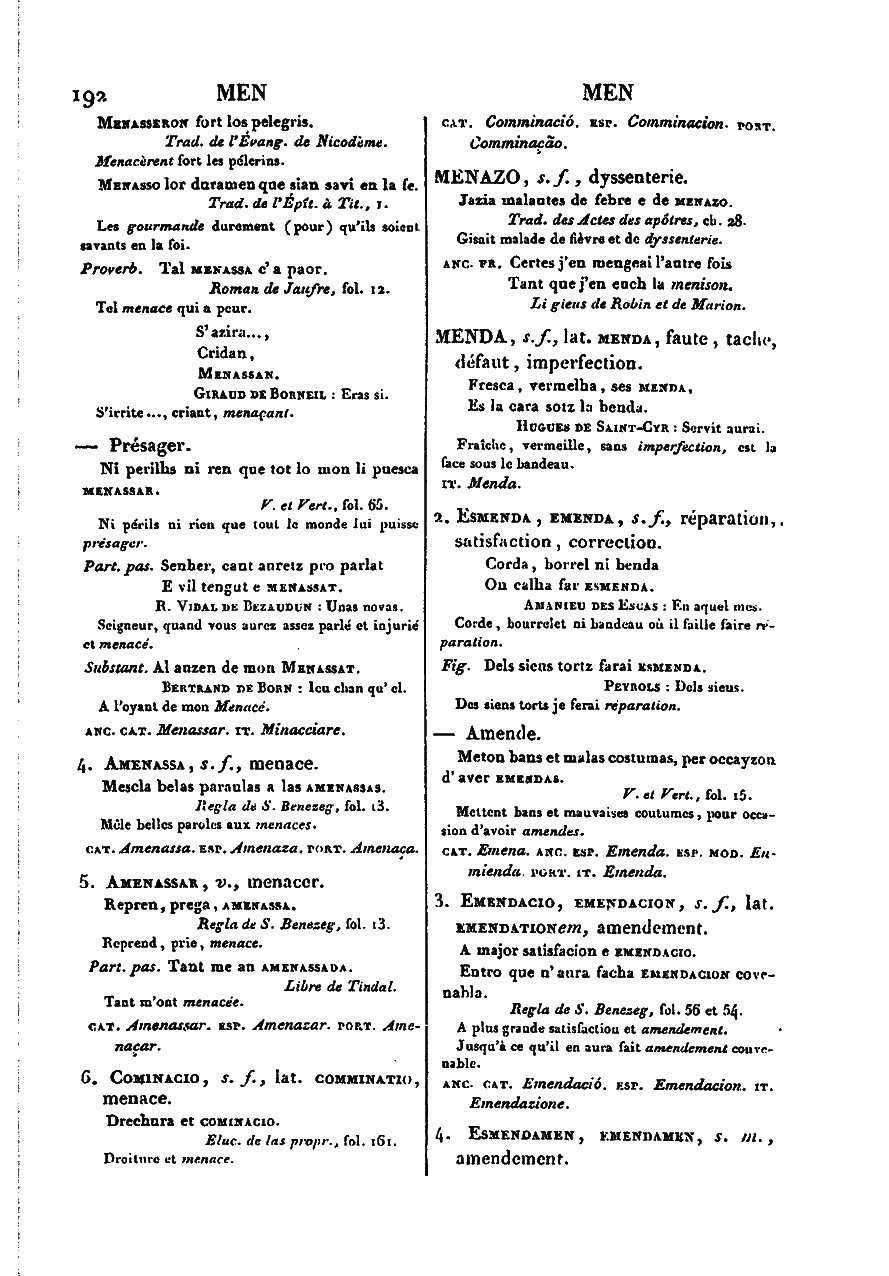 192 MEN MEN
MENASSERON fort los pelegris.
Trad. de l'Évang. de Nicodème.
Menacèrent fort les pélerins.
MENASSO lor duramen que sian savi en la fe.
Trad. de l'Épît. à Tit., 1.
Les gourmande durement (pour) qu'ils soient
savants en la foi.
Proverb. Tal MENASSA c'a paor.
Roman de Jaufre, fol. 12.
Tel menace qui a peur.
S'azira...,
Cridan,
MENASSAN.
GIRAUD DE BORNEIL : Eras si.
S'irrite..., criant, menaçant.
— Présager.
Ni perilhs ni ren que tot lo mon li puesca
MENASSAR.
V. et Vert., fol. 65.
Ni périls ni rien que tout le monde lui puisse
présager.
Part. pas. Senher, cant auretz pro parlat
E vil tengut e MENASSAT.
R. VIDAL DE BEZAUDUN : Unas novas.
Seigneur, quand vous aurez assez parlé et injurié
et menacé.
Substant. Al auzen de mon MENASSAT.
BERTRAND DE BORN : Ieu chan qu'el.
A l'oyant de mon Menacé.
ANC. CAT. Menassar. IT. Minacciare.
4. AMENASSA, s. f., menace.
Mescla belas paraulas a las AMENASSAS.
Regla de S. Benezeg, fol. 13.
Mêle belles paroles aux menaces.
CAT. Amenassa. ESP. Amenaza. PORT. Amenaça.
5. AMENASSAR, v., menacer.
Repren, prega, AMENASSA.
Regla de S. Benezeg, fol. 13.
Reprend, prie, menace.
Part. pas. Tant me an AMENASSADA.
Libre de Tindal.
Tant m'ont menacée.
CAT. Amenassar. ESP. Amenazar. PORT. Ame-
naçar.
6. COMINACIO, s. f., lat. COMMINATIO,
menace.
Drechura et COMINACIO.
Eluc. de las propr., fol. 161.
Droiture et menace.
CAT. Comminació. ESP. Comminacion. PORT.
Comminação.
MENAZO, s. f., dyssenterie.
Jazia malautes de febre e de MENAZO.
Trad. des Actes des apôtres, ch. 28.
Gisait malade de fièvre et de dyssenterie.
ANC. FR. Certes j'en mengeai l'autre fois
Tant que j'en euch la menison.
Li gieus de Robin et de Marion.
MENDA, s. f., lat. MENDA, faute, tache,
défaut, imperfection.
Fresca, vermelha, ses MENDA,
Es la cara sotz la benda.
HUGUES DE SAINT-CYR : Servit aurai.
Fraîche, vermeille, sans imperfection, est la
face sous le bandeau.
IT. Menda.
2. ESMENDA, EMENDA, s. f., réparation,
satisfaction, correction.
Corda, borrel ni benda
On calha far ESMENDA.
AMANIEU DES ESCAS : En aquel mes.
Corde, bourrelet ni bandeau où il faille faire ré-
paration.
Fig. Dels siens tortz farai ESMENDA.
PEYROLS : Dels sieus.
Des siens torts je ferai réparation.
— Amende.
Meton bans et malas costumas, per occayzon
d'aver EMENDAS.
V. et Vert., fol. 15.
Mettent bans et mauvaises coutumes, pour occa-
sion d'avoir amendes.
CAT. Emena. ANC. ESP. Emenda. ESP. MOD. En-
mienda. PORT. IT. Emenda.
3. EMENDACIO, EMENDACION, s. f., lat.
EMENDATIONem, amendement.
A major satisfacion e EMENDACIO.
Entro que n'aura facha EMENDACION cove-
nabla.
Regla de S. Benezeg, fol. 56 et 54.
A plus grande satisfaction et amendement.
Jusqu'à ce qu'il en aura fait amendement conve-
nable.
ANC. CAT. Emendació. ESP. Emendacion. IT.
Emendazione.
4. ESMENDAMEN, EMENDAMEN, s. m.,
amendement.